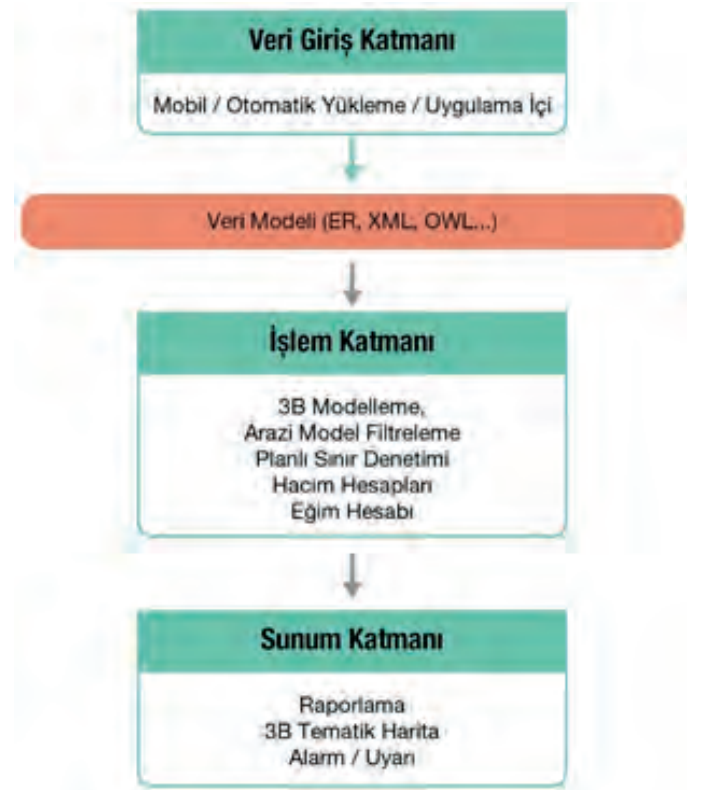 Veri Giriş Katmanı
Mobil / Otomatik Yükleme / Uygulama İçi
Veri Modeli (ER, XML, OWL...)
İşlem Katmanı
3B Modelleme,
Arazi Model Filtreleme
Planlı Sınır Denetimi
Hacim Hesapları
Eğim Hesabı
Sunum Katmanı
Raporlama
3B Tematik Harita
Alarm / Uyarı